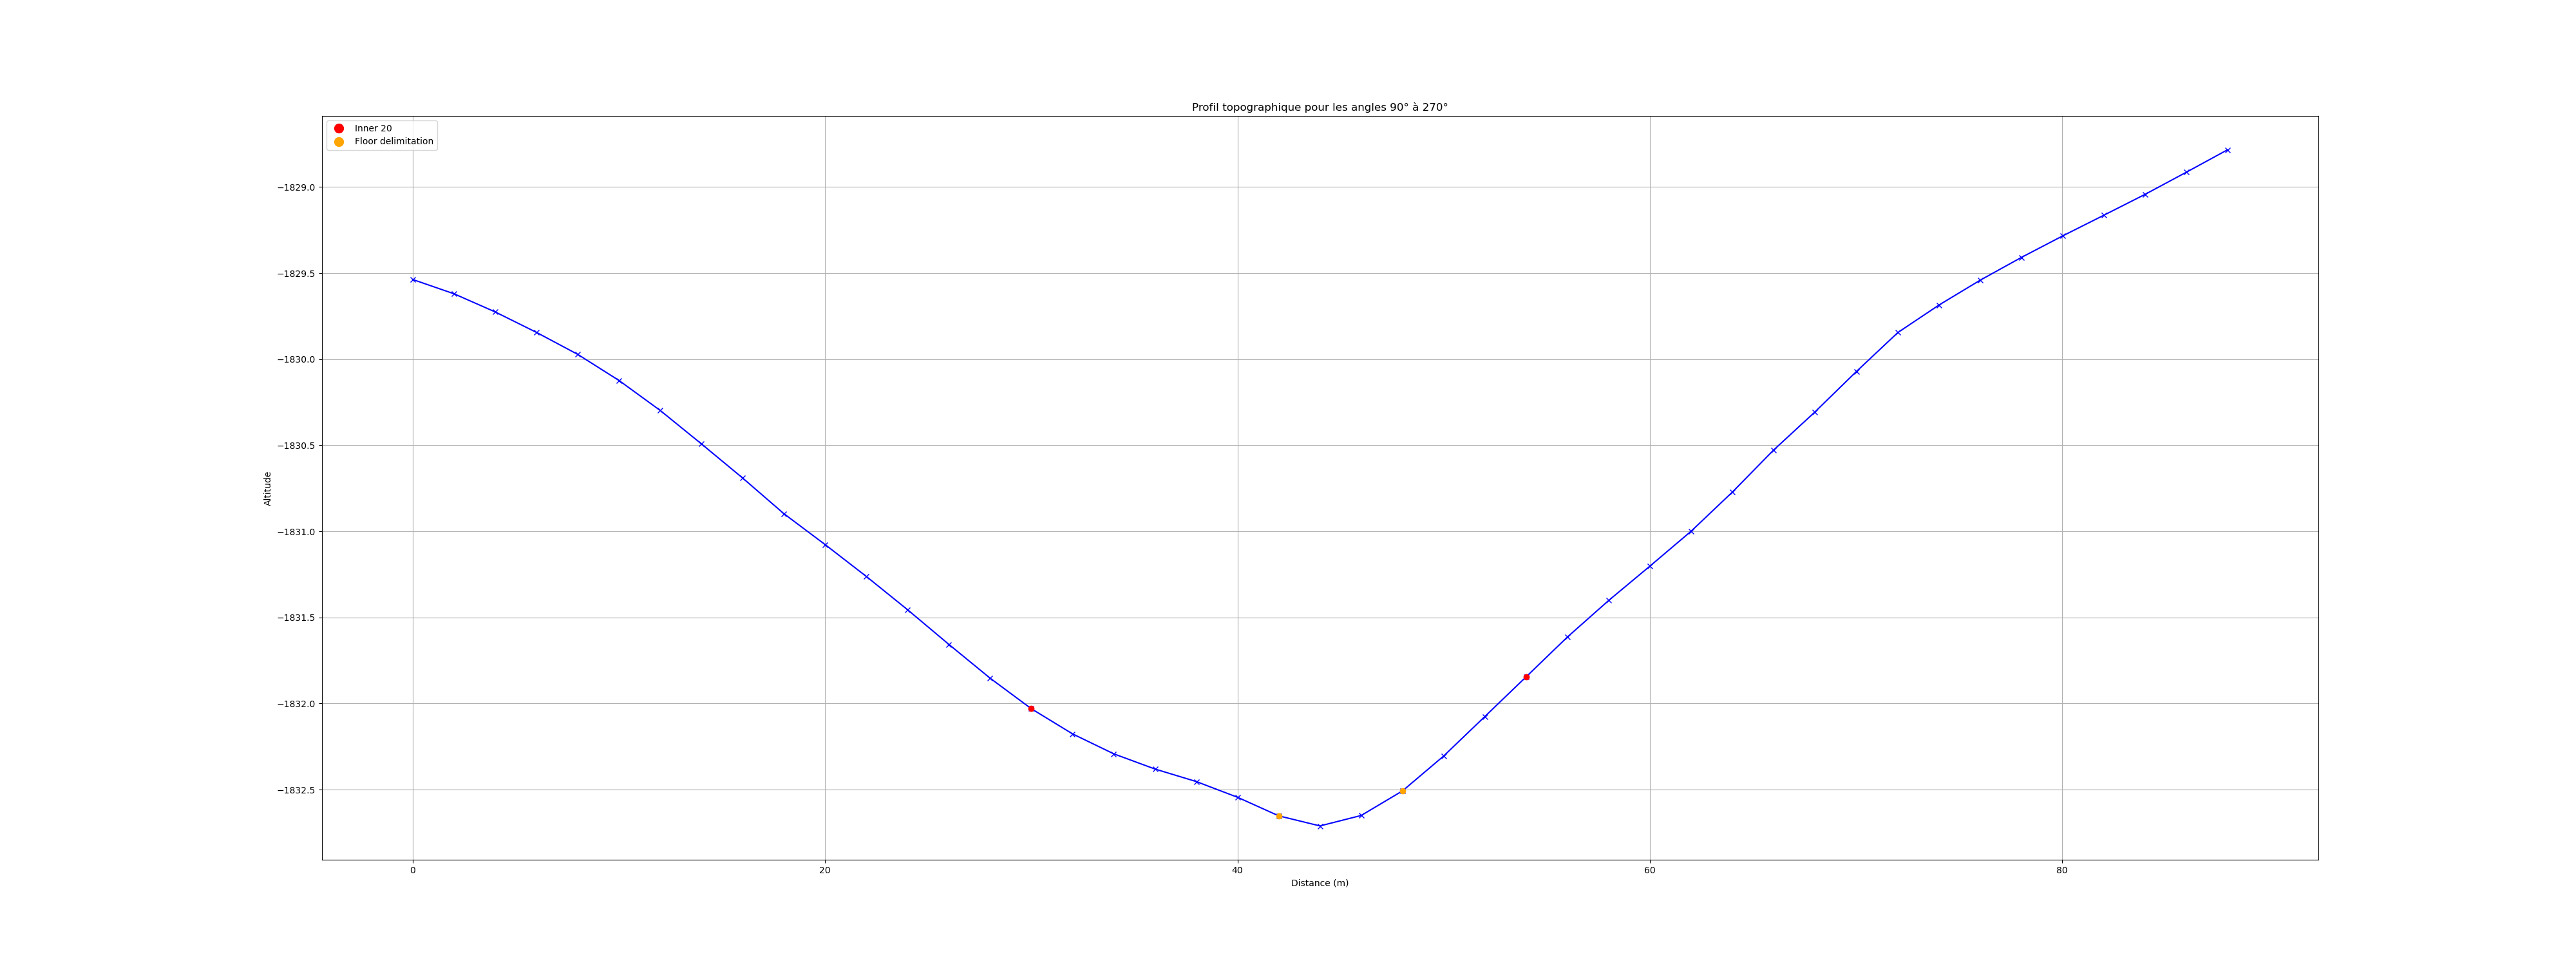 Profil topographique pour les angles 90° à 270°
Inner 20
Floor delimitation
−1829.0
−1829.5
−1830.0
−1830.5
−1831.0
−1831.5
−1832.0
−1832.5
Altitude
0 20 40 60 80
Distance (m)